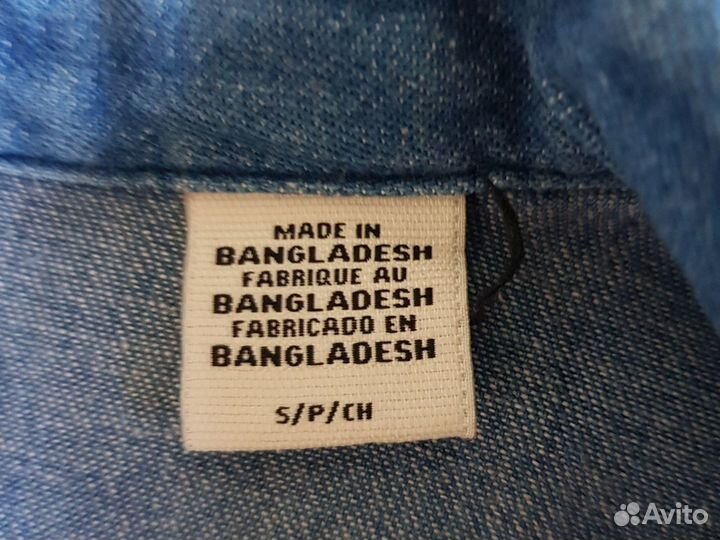 MADE IN
BANGLADESH
FABRIQUE AU
BANGLADESH
FABRICADO EN
BANGLADESH
S/P/CH
Avito